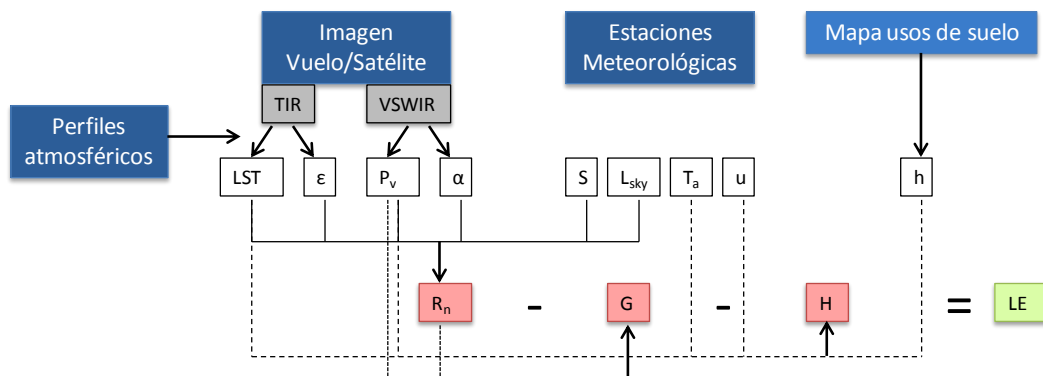 Imagen
Vuelo/Satélite
Estaciones
Meteorológicas
Mapa usos de suelo
TIR
VSWIR
Perfiles
atmosféricos
LST
ε
Pv
α
S
Lsky
Ta
u
h
Rn - G - H = LE